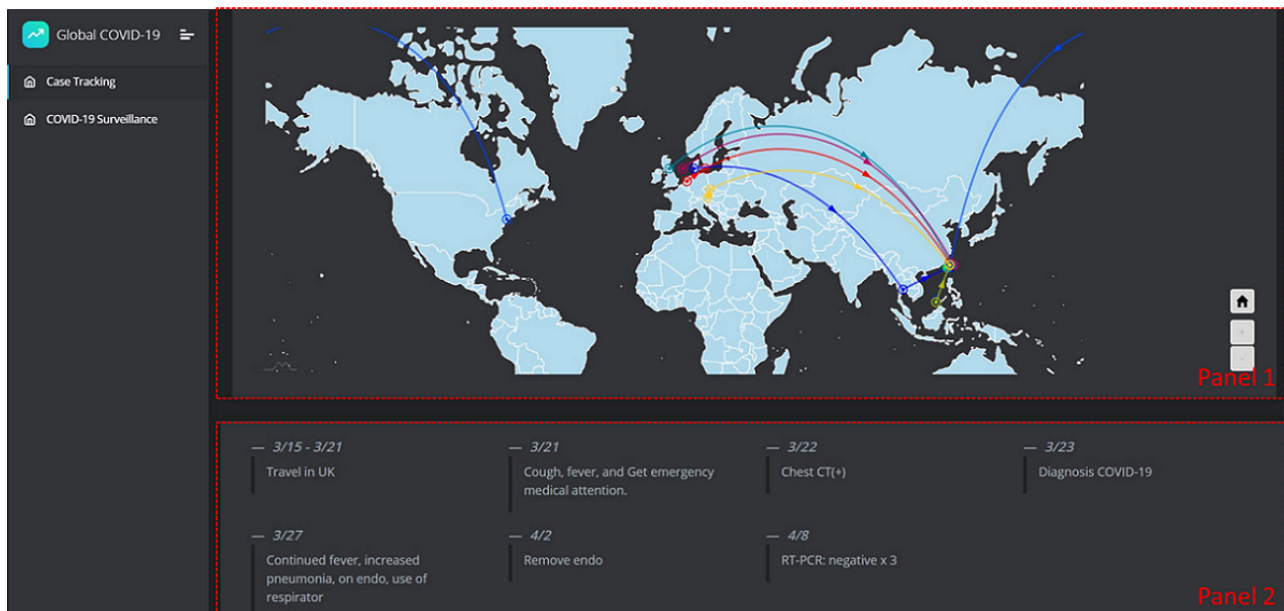 Global COVID-19
Case Tracking
COVID-19 Surveillance
+
-
Panel 1
— 3/15 - 3/21
Travel in UK
— 3/21
Cough, fever, and Get emergency
medical attention.
— 3/22
Chest CT(+)
— 3/23
Diagnosis COVID-19
— 3/27
Continued fever, increased
pneumonia, on endo, use of
respirator
— 4/2
Remove endo
— 4/8
RT-PCR: negative x 3
Panel 2